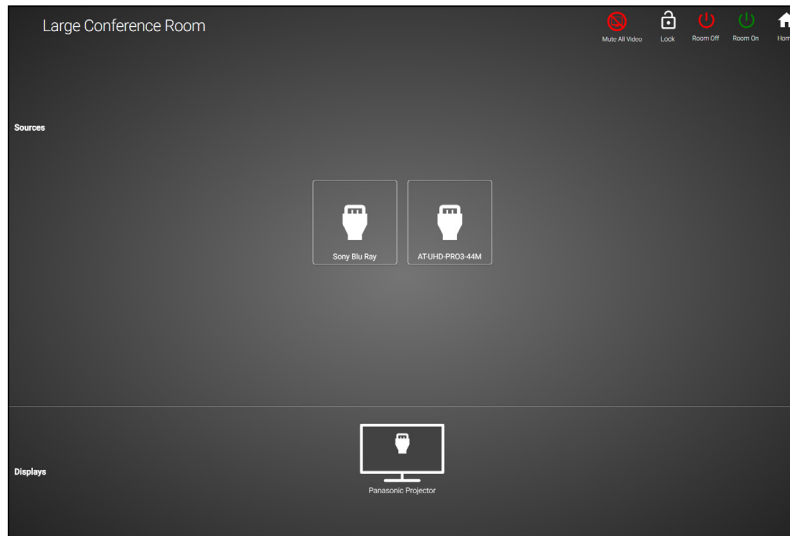 Large Conference Room
Mute All Video
Lock
Room Off
Room On
Sources
Sony Blu Ray
AT-UHD-PRO3-44M
Displays
Panasonic Projector